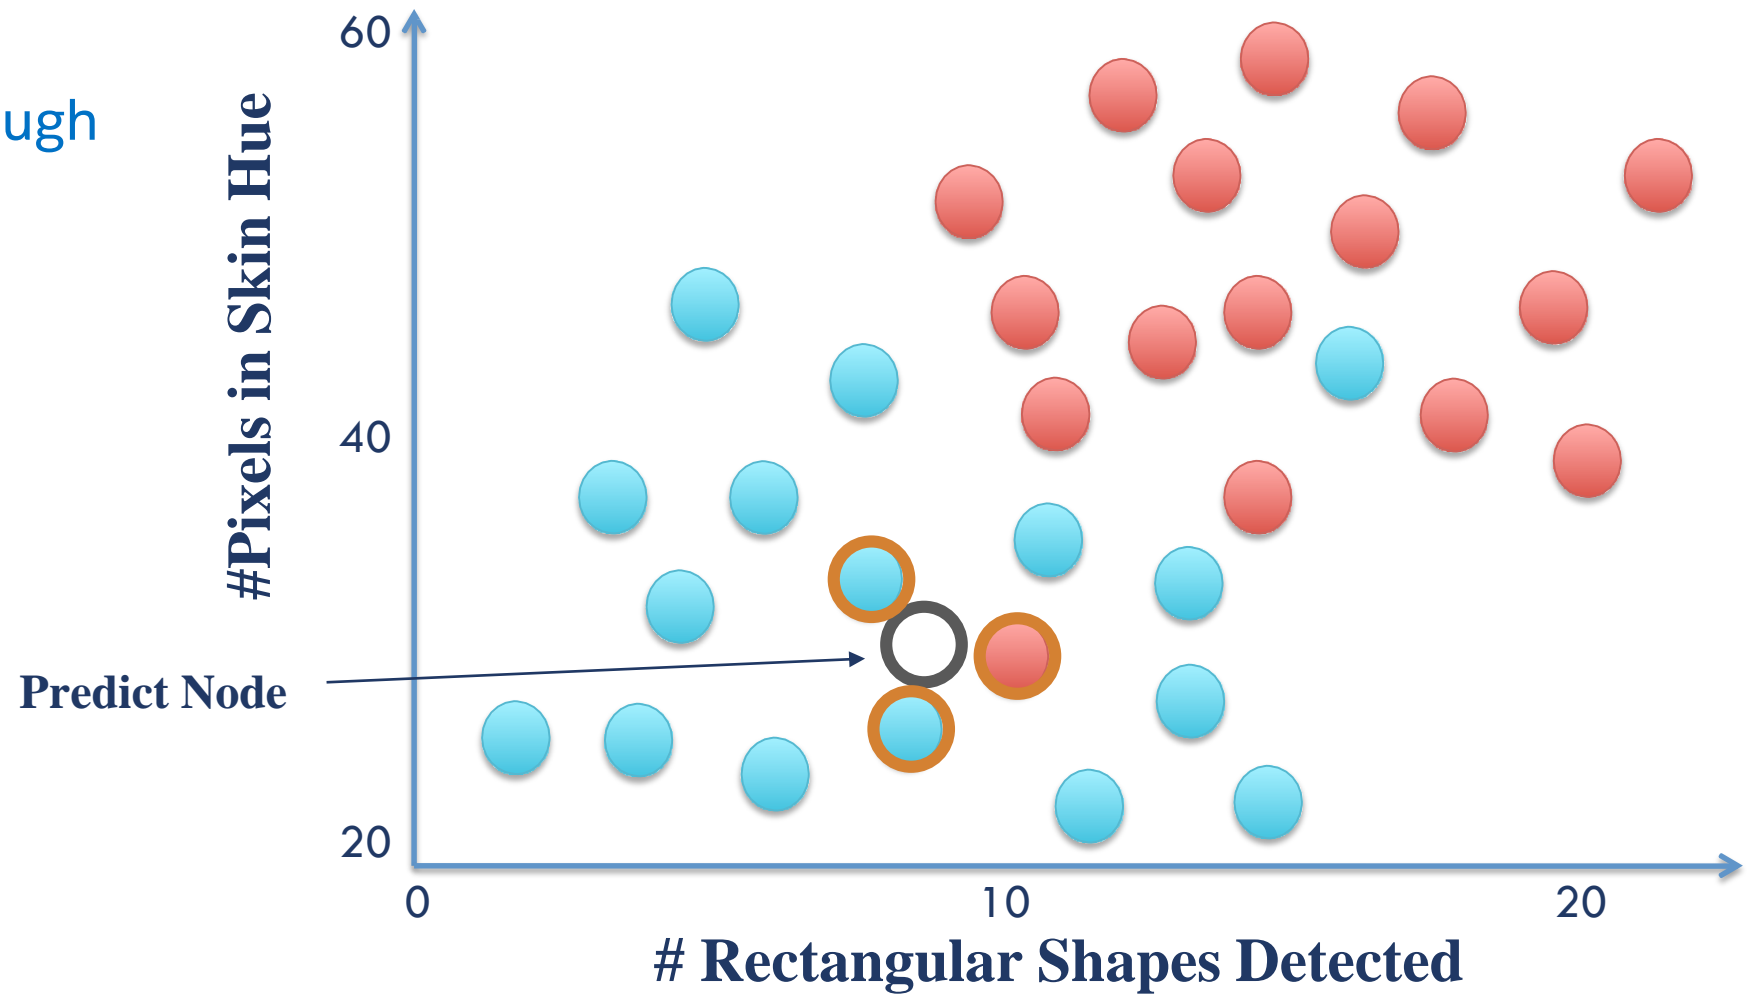 60
ugh
#Pixels in Skin Hue
40
Predict Node
20
0 10 20
# Rectangular Shapes Detected